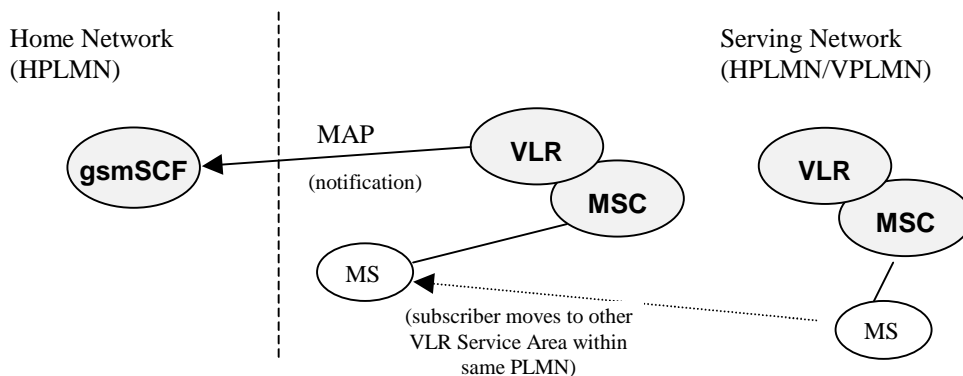 Home Network
(HPLMN)
Serving Network
(HPLMN/VPLMN)
MAP
(notification)
gsmSCF
VLR
MSC
VLR
MSC
MS
MS
(subscriber moves to other
VLR Service Area within
same PLMN)